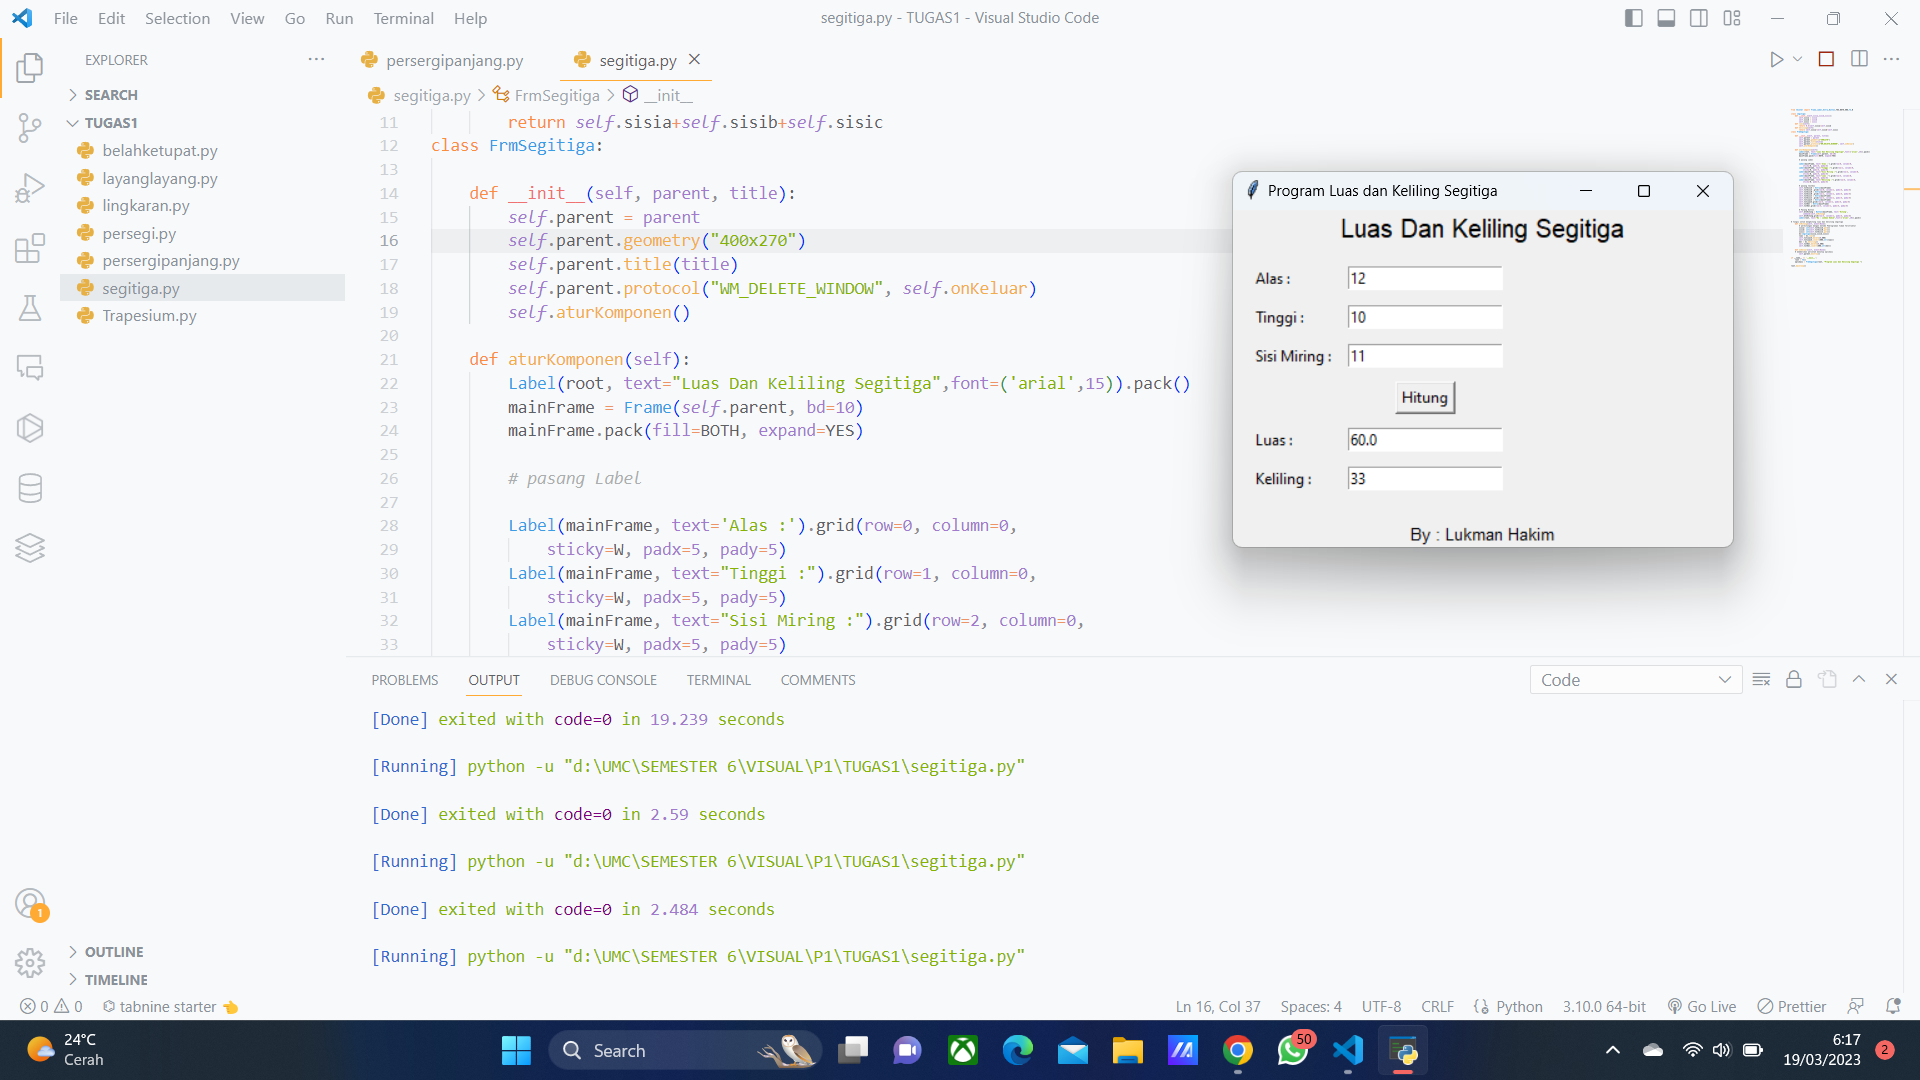 File Edit Selection View Go Run Terminal Help
segitiga.py - TUGAS1 - Visual Studio Code
EXPLORER
SEARCH
TUGAS1
belahketupat.py
layanglayang.py
lingkaran.py
persegi.py
persergipanjang.py
segitiga.py
Trapesium.py
OUTLINE
TIMELINE
persergipanjang.py
segitiga.py
segitiga.py > FrmSegitiga > __init__
11 return self.sisia+self.sisib+self.sisic
12 class FrmSegitiga:
13
14 def __init__(self, parent, title):
15 self.parent = parent
16 self.parent.geometry("400x270")
17 self.parent.title(title)
18 self.parent.protocol("WM_DELETE_WINDOW", self.onKeluar)
19 self.aturKomponen()
20
21 def aturKomponen(self):
22 Label(root, text="Luas Dan Keliling Segitiga",font=('arial',15)).pack()
23 mainFrame = Frame(self.parent, bd=10)
24 mainFrame.pack(fill=BOTH, expand=YES)
25
26 # pasang Label
27
28 Label(mainFrame, text='Alas :').grid(row=0, column=0,
29 sticky=W, padx=5, pady=5)
30 Label(mainFrame, text="Tinggi :").grid(row=1, column=0,
31 sticky=W, padx=5, pady=5)
32 Label(mainFrame, text="Sisi Miring :").grid(row=2, column=0,
33 sticky=W, padx=5, pady=5)
Program Luas dan Keliling Segitiga
Luas Dan Keliling Segitiga
Alas : 12
Tinggi : 10
Sisi Miring : 11
Hitung
Luas : 60.0
Keliling : 33
By : Lukman Hakim
PROBLEMS OUTPUT DEBUG CONSOLE TERMINAL COMMENTS
Code
[Done] exited with code=0 in 19.239 seconds
[Running] python -u "d:\UMC\SEMESTER 6\VISUAL\P1\TUGAS1\segitiga.py"
[Done] exited with code=0 in 2.59 seconds
[Running] python -u "d:\UMC\SEMESTER 6\VISUAL\P1\TUGAS1\segitiga.py"
[Done] exited with code=0 in 2.484 seconds
[Running] python -u "d:\UMC\SEMESTER 6\VISUAL\P1\TUGAS1\segitiga.py"
1
0 0 tabnine starter
Ln 16, Col 37 Spaces: 4 UTF-8 CRLF Python 3.10.0 64-bit Go Live Prettier
24°C
Cerah
Search
50
6:17
19/03/2023
2